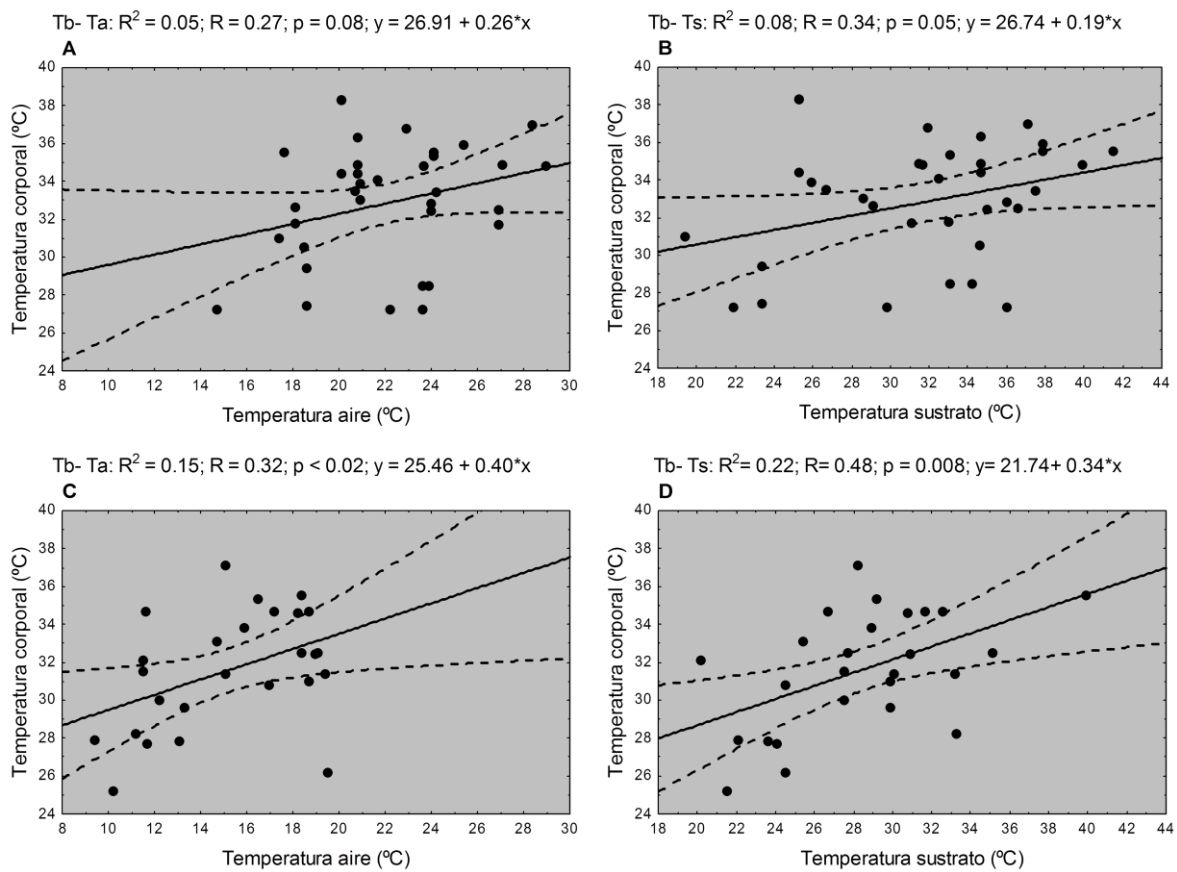 Tb- Ta: R² = 0.05; R = 0.27; p = 0.08; y = 26.91 + 0.26*x
A
40
38
36
34
32
30
28
26
24
Temperatura corporal (ºC)
8 10 12 14 16 18 20 22 24 26 28 30
Temperatura aire (ºC)
Tb- Ts: R² = 0.08; R = 0.34; p = 0.05; y = 26.74 + 0.19*x
B
40
38
36
34
32
30
28
26
24
Temperatura corporal (ºC)
18 20 22 24 26 28 30 32 34 36 38 40 42 44
Temperatura sustrato (ºC)
Tb- Ta: R² = 0.15; R = 0.32; p < 0.02; y = 25.46 + 0.40*x
C
40
38
36
34
32
30
28
26
24
Temperatura corporal (ºC)
8 10 12 14 16 18 20 22 24 26 28 30
Temperatura aire (ºC)
Tb- Ts: R²= 0.22; R= 0.48; p = 0.008; y= 21.74+ 0.34*x
D
40
38
36
34
32
30
28
26
24
Temperatura corporal (ºC)
18 20 22 24 26 28 30 32 34 36 38 40 42 44
Temperatura sustrato (ºC)